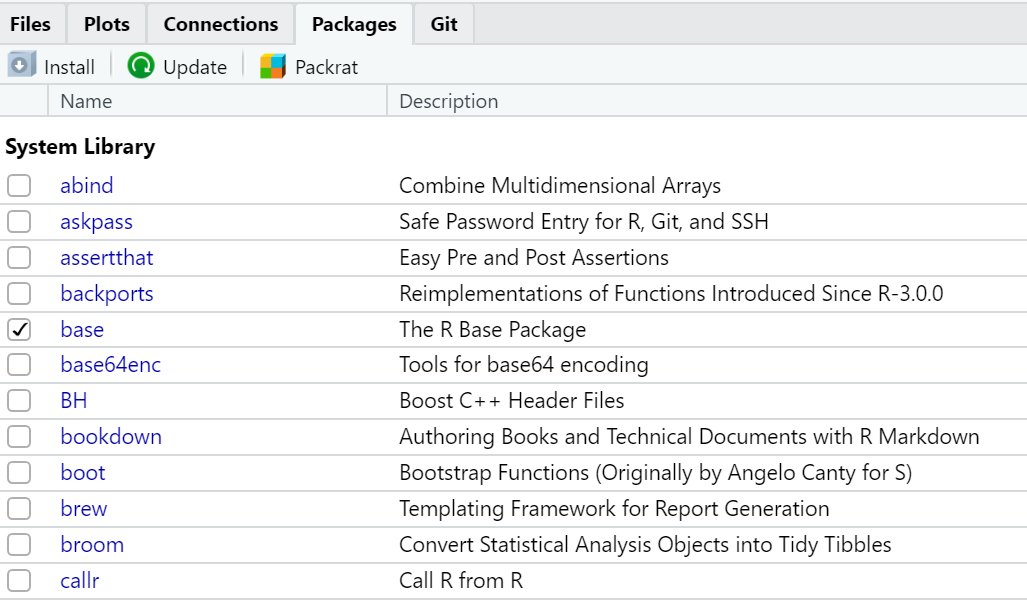 Files Plots Connections Packages Git
Install Update Packrat
Name Description
System Library
abind Combine Multidimensional Arrays
askpass Safe Password Entry for R, Git, and SSH
assertthat Easy Pre and Post Assertions
backports Reimplementations of Functions Introduced Since R-3.0.0
base The R Base Package
base64enc Tools for base64 encoding
BH Boost C++ Header Files
bookdown Authoring Books and Technical Documents with R Markdown
boot Bootstrap Functions (Originally by Angelo Canty for S)
brew Templating Framework for Report Generation
broom Convert Statistical Analysis Objects into Tidy Tibbles
callr Call R from R